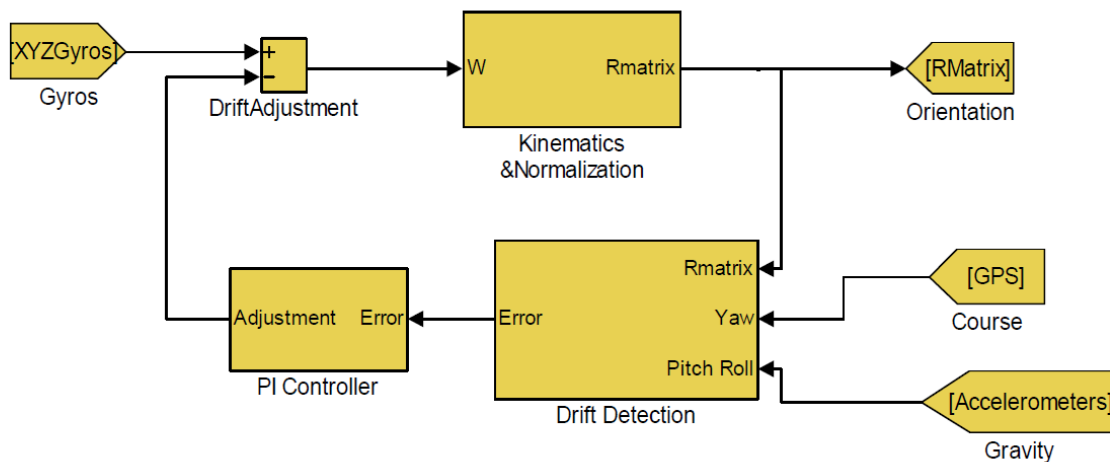 [XYZGyros]
Gyros
+
−
DriftAdjustment
W
Rmatrix
Kinematics
&Normalization
[RMatrix]
Orientation
Rmatrix
Yaw
Pitch Roll
Error
Drift Detection
Adjustment
Error
PI Controller
[GPS]
Course
[Accelerometers]
Gravity